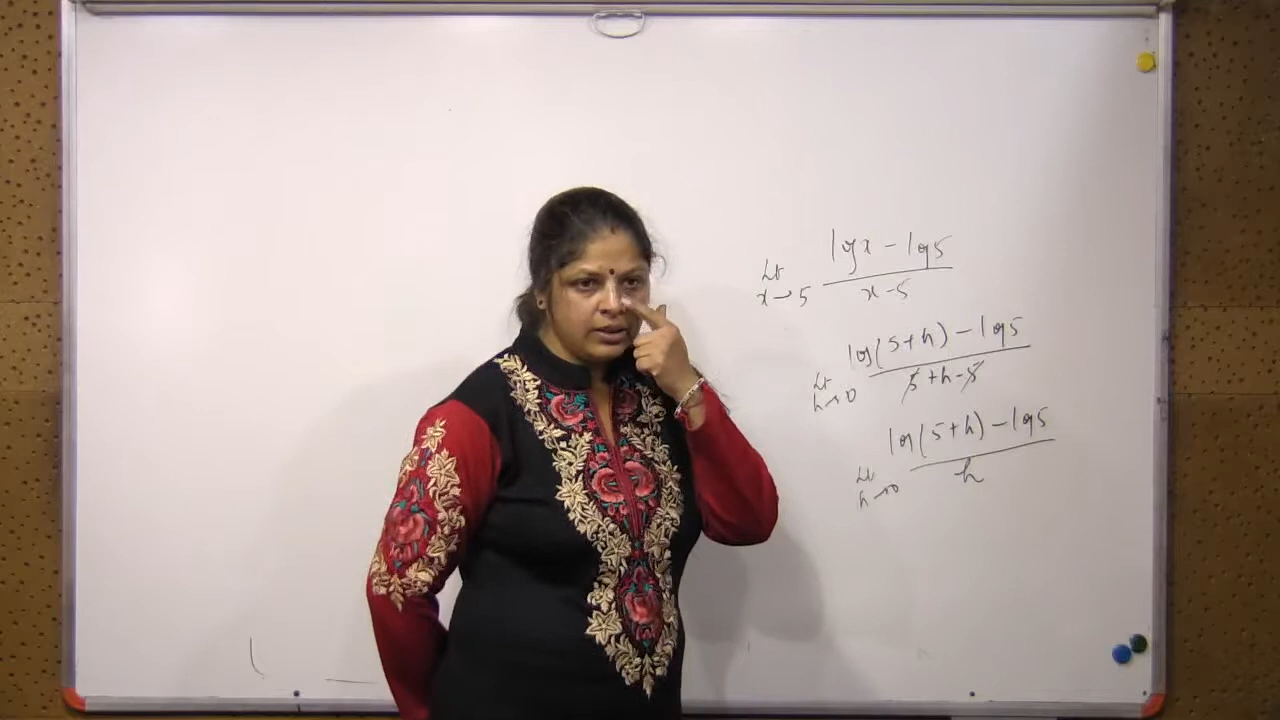 log x - log 5
Lt
x→5
x-5
log(5+h) - log 5
Lt
h→0
5+h-5
log(5+h) - log 5
Lt
h→0
h